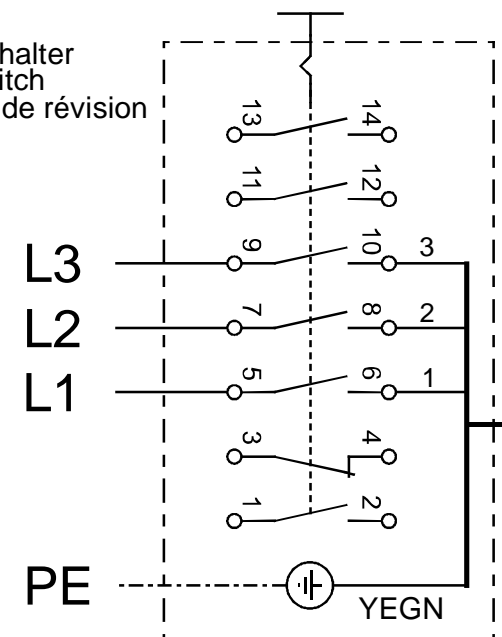 halter
itch
de révision
13 14
11 12
L3 9 10 3
L2 7 8 2
L1 5 6 1
3 4
1 2
PE
YEGN